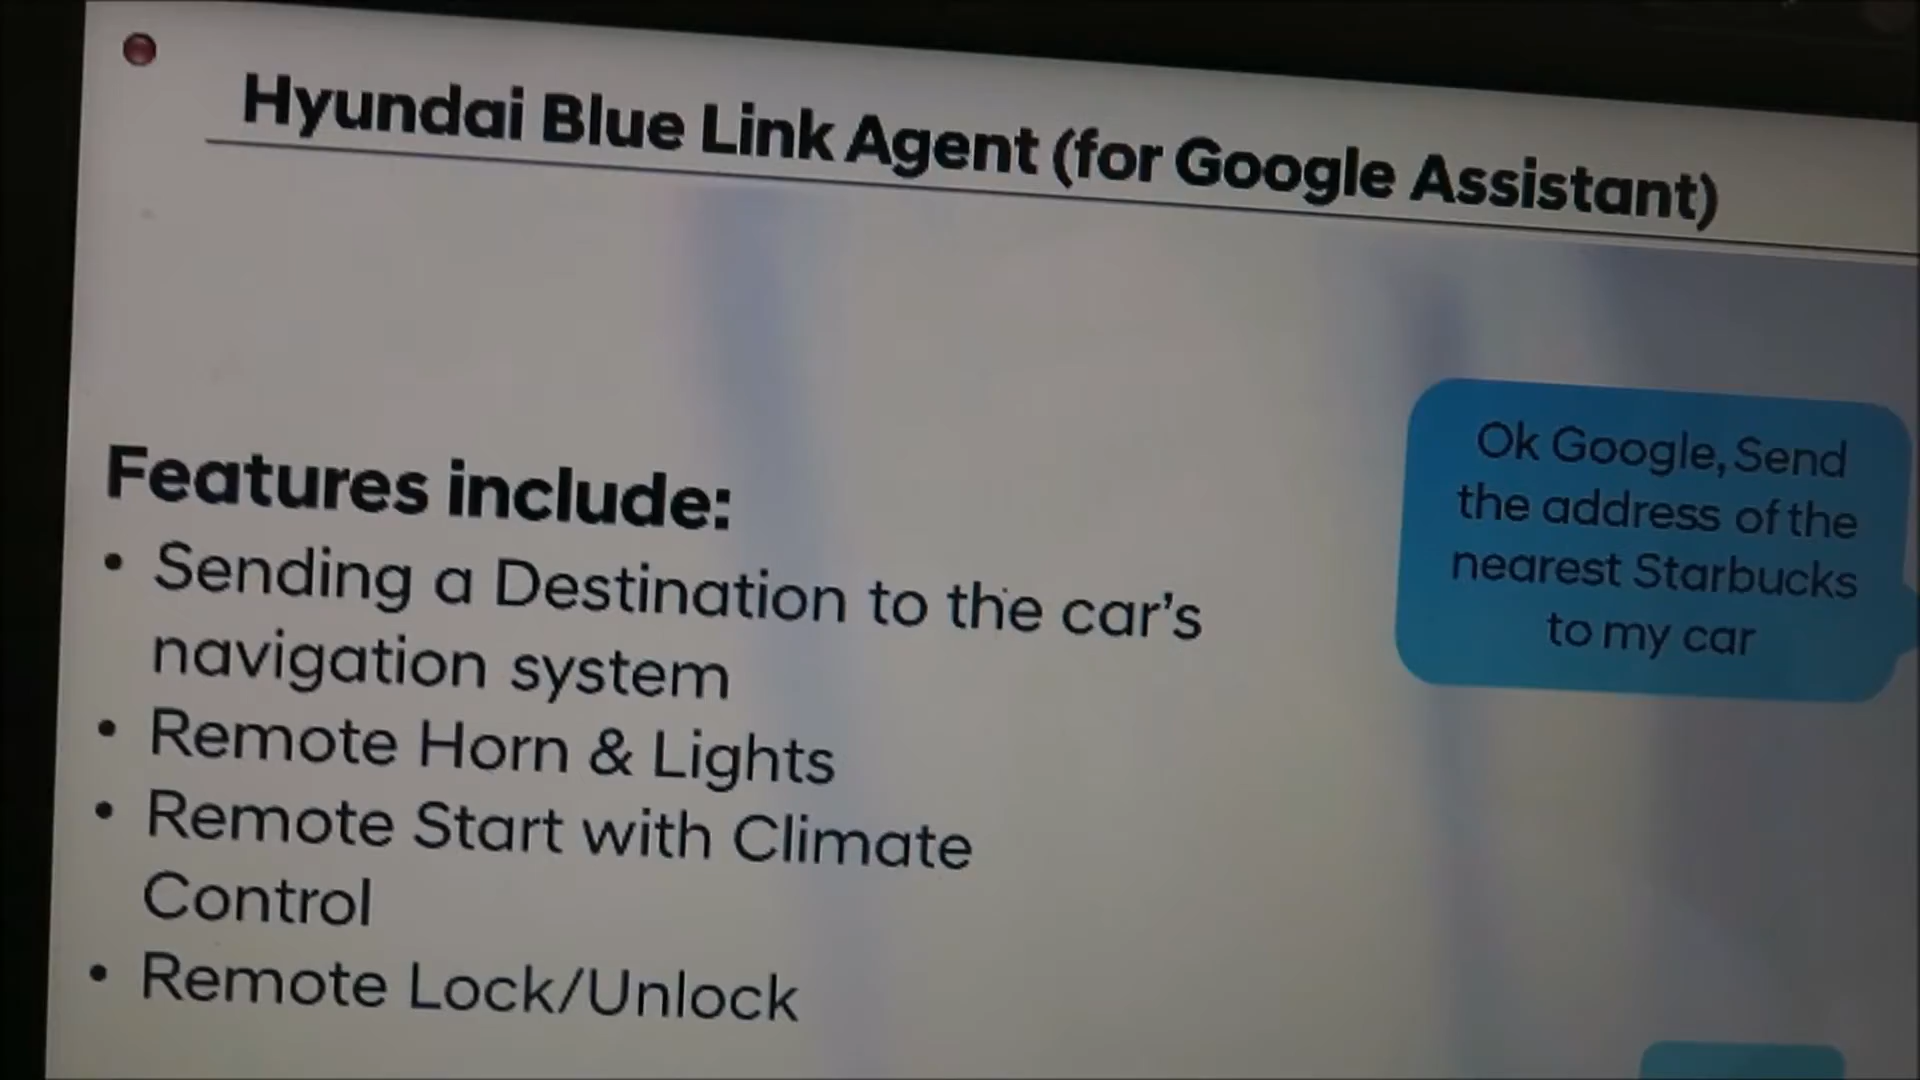 Hyundai Blue Link Agent (for Google Assistant)
Features include:
• Sending a Destination to the car's
navigation system
• Remote Horn & Lights
• Remote Start with Climate
Control
• Remote Lock/Unlock
Ok Google, Send
the address of the
nearest Starbucks
to my car